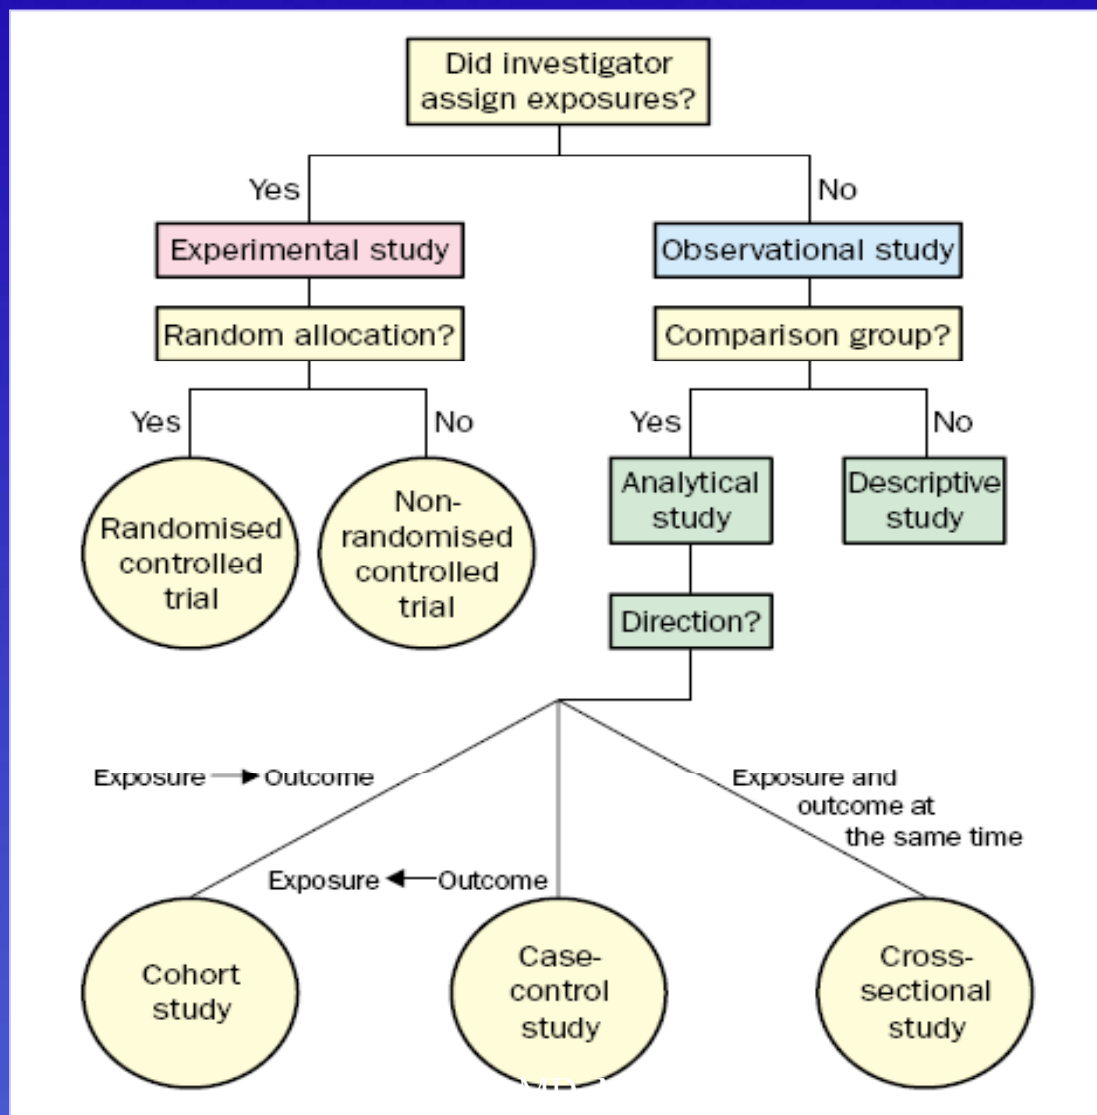 Did investigator
assign exposures?
Yes
No
Experimental study
Observational study
Random allocation?
Comparison group?
Yes
No
Yes
No
Randomised
controlled
trial
Non-
randomised
controlled
trial
Analytical
study
Descriptive
study
Direction?
Exposure → Outcome
Exposure and
outcome at
the same time
Exposure ← Outcome
Cohort
study
Case-
control
study
Cross-
sectional
study